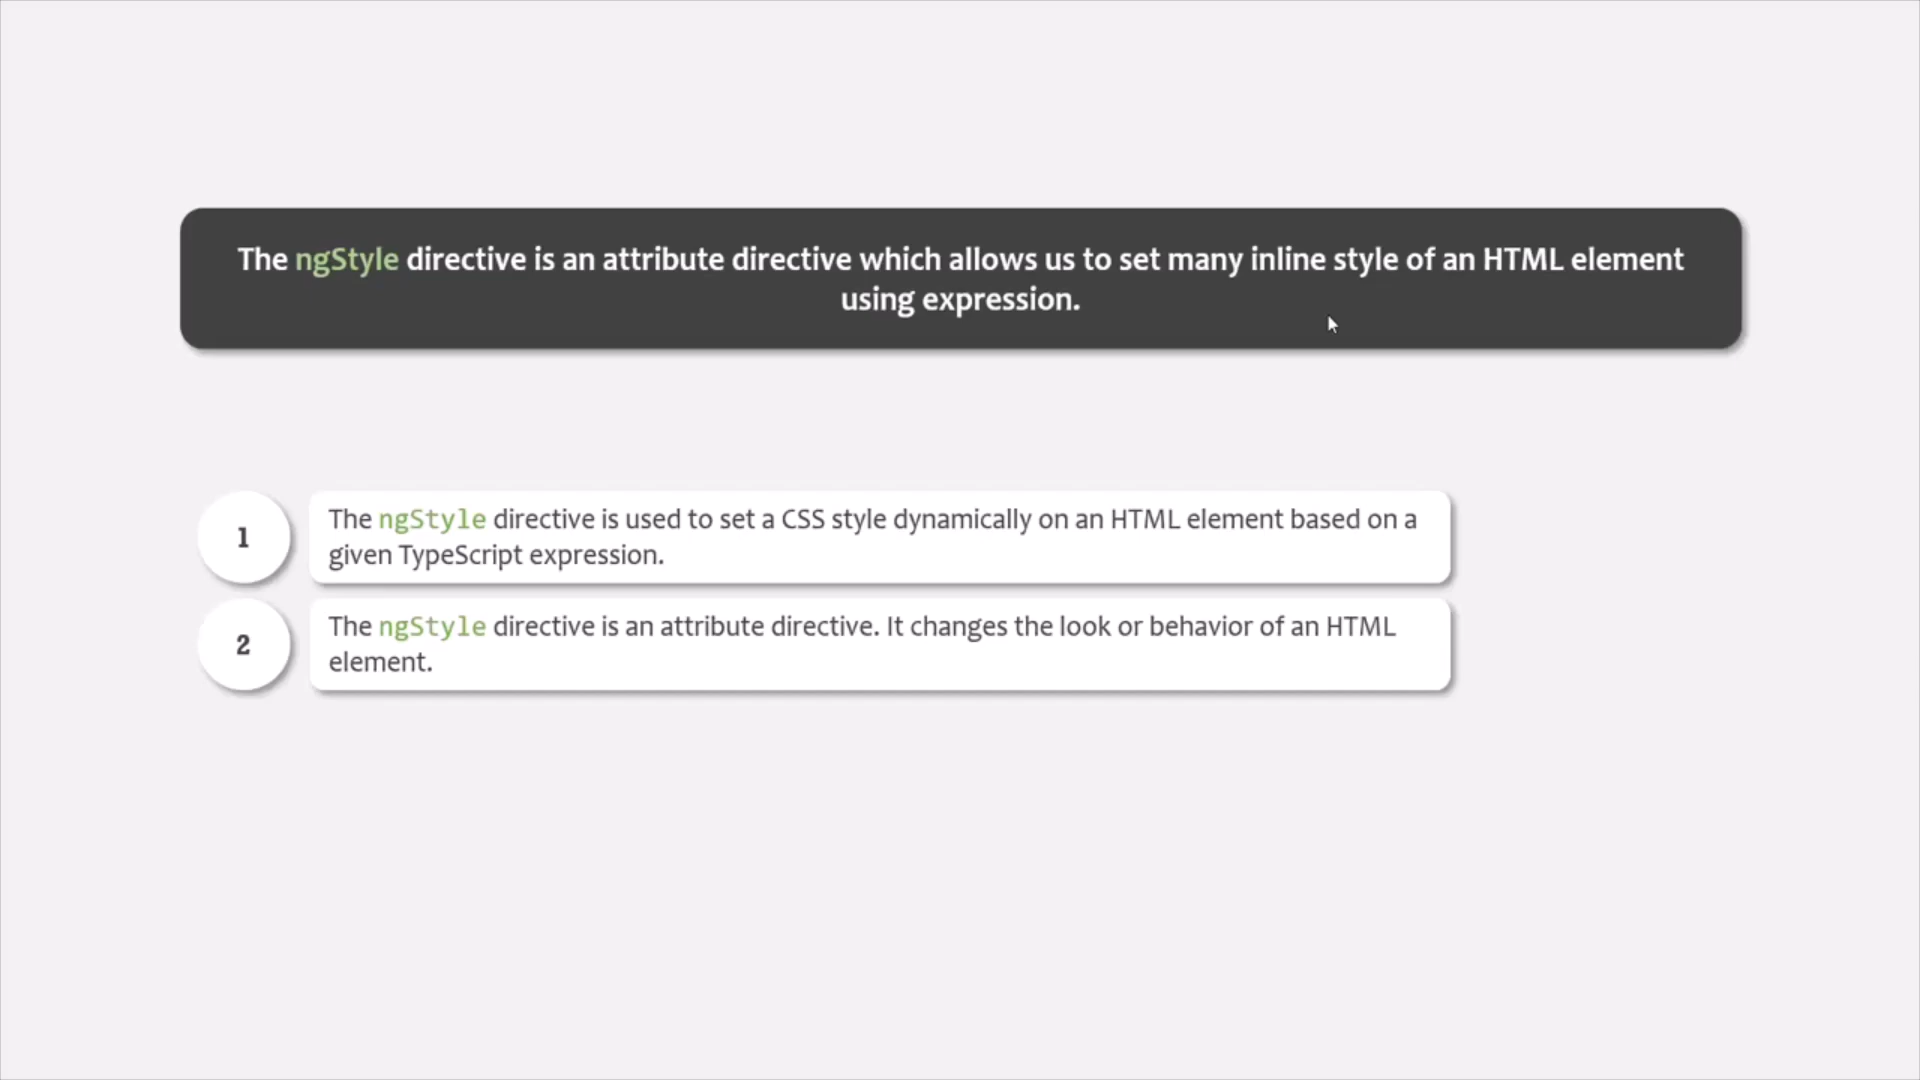 The ngStyle directive is an attribute directive which allows us to set many inline style of an HTML element
using expression.
1
The ngStyle directive is used to set a CSS style dynamically on an HTML element based on a
given TypeScript expression.
2
The ngStyle directive is an attribute directive. It changes the look or behavior of an HTML
element.